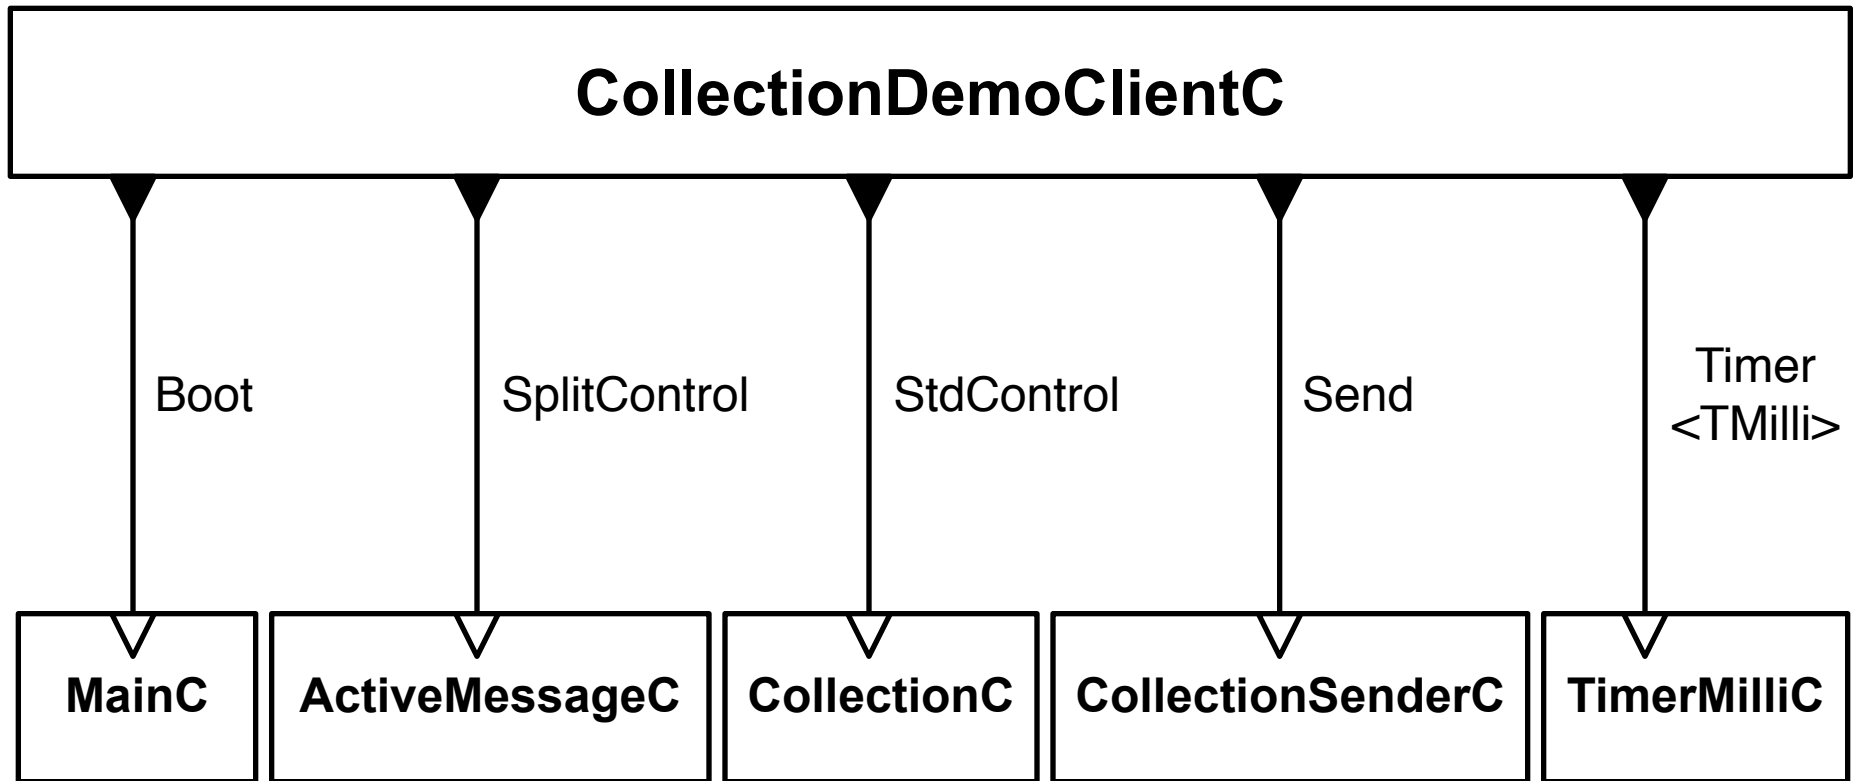 CollectionDemoClientC
Boot
SplitControl
StdControl
Send
Timer
<TMilli>
MainC
ActiveMessageC
CollectionC
CollectionSenderC
TimerMilliC